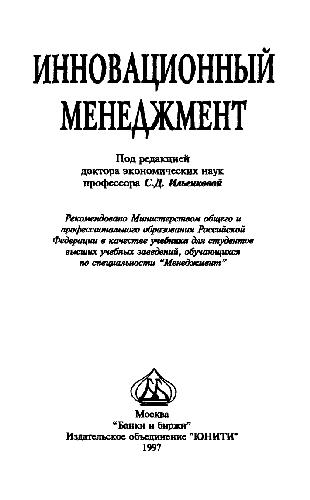 ИННОВАЦИОННЫЙ
МЕНЕДЖМЕНТ
Под редакцией
доктора экономических наук
профессора С.Д. Ильенковой
Рекомендовано Министерством общего и
профессионального образования Российской
Федерации в качестве учебника для студентов
высших учебных заведений, обучающихся
по специальности "Менеджмент"
Москва
"Банки и биржи"
Издательское объединение "ЮНИТИ"
1997